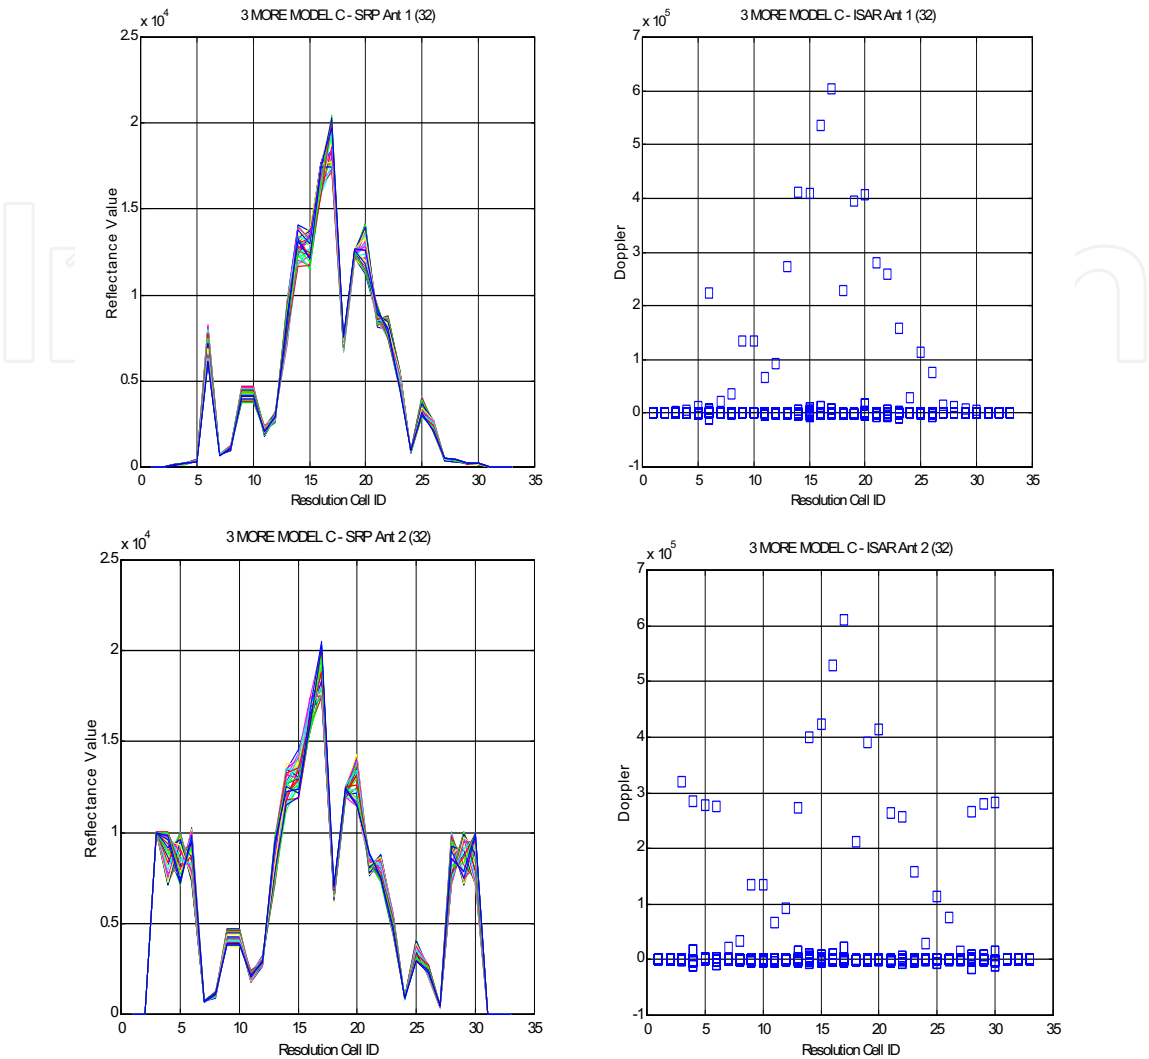 3 MORE MODEL C - SRP Ant 1 (32)
x 10^4
2.5
2
1.5
1
0.5
0
0 5 10 15 20 25 30 35
Reflectance Value
Resolution Cell ID
3 MORE MODEL C - ISAR Ant 1 (32)
x 10^5
7
6
5
4
3
2
1
0
-1
0 5 10 15 20 25 30 35
Doppler
Resolution Cell ID
3 MORE MODEL C - SRP Ant 2 (32)
x 10^4
2.5
2
1.5
1
0.5
0
0 5 10 15 20 25 30 35
Reflectance Value
Resolution Cell ID
3 MORE MODEL C - ISAR Ant 2 (32)
x 10^5
7
6
5
4
3
2
1
0
-1
0 5 10 15 20 25 30 35
Doppler
Resolution Cell ID